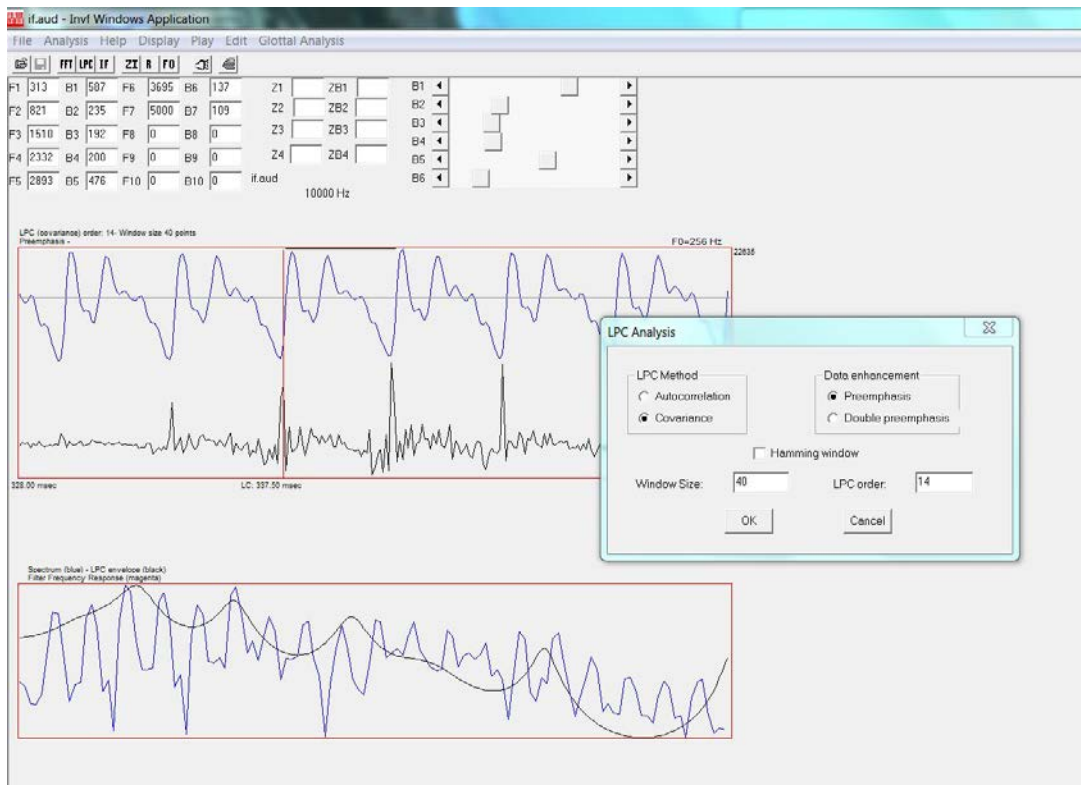 if.aud - Invf Windows Application
File Analysis Help Display Play Edit Glottal Analysis
FFT LPC IF ZI R F0
F1 313 B1 587 F6 3695 B6 137 Z1 ZB1 B1
F2 821 B2 235 F7 5000 B7 109 Z2 ZB2 B2
F3 1510 B3 192 F8 0 B8 0 Z3 ZB3 B3
F4 2332 B4 200 F9 0 B9 0 Z4 ZB4 B4
F5 2893 B5 476 F10 0 B10 0 if.aud B5
10000 Hz B6
LPC (covariance) order: 14- Window size 40 points
Preemphasis -
F0=256 Hz
22636
328.00 msec LC: 337.50 msec
LPC Analysis
LPC Method Data enhancement
Autocorrelation Preemphasis
Covariance Double preemphasis
Hamming window
Window Size: 40 LPC order: 14
OK Cancel
Spectrum (blue) - LPC envelope (black)
Filter Frequency Response (magenta)